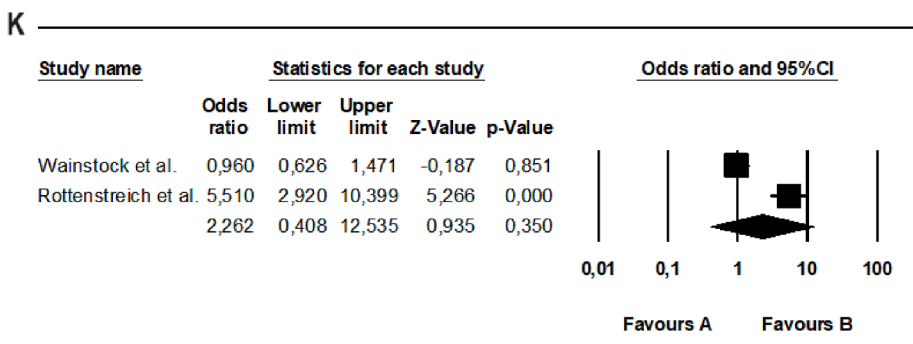 K
Study name Statistics for each study Odds ratio and 95%CI
Odds Lower Upper
ratio limit limit Z-Value p-Value
Wainstock et al. 0,960 0,626 1,471 -0,187 0,851
Rottenstreich et al. 5,510 2,920 10,399 5,266 0,000
2,262 0,408 12,535 0,935 0,350
0,01 0,1 1 10 100
Favours A Favours B